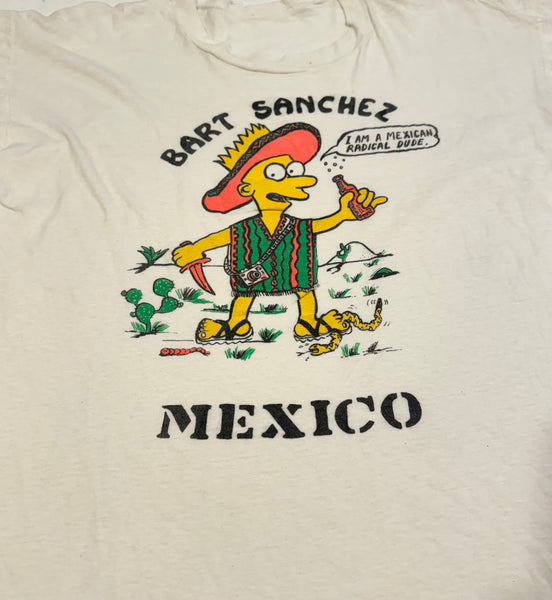 BART SANCHEZ
I AM A MEXICAN
RADICAL DUDE.
MEXICO